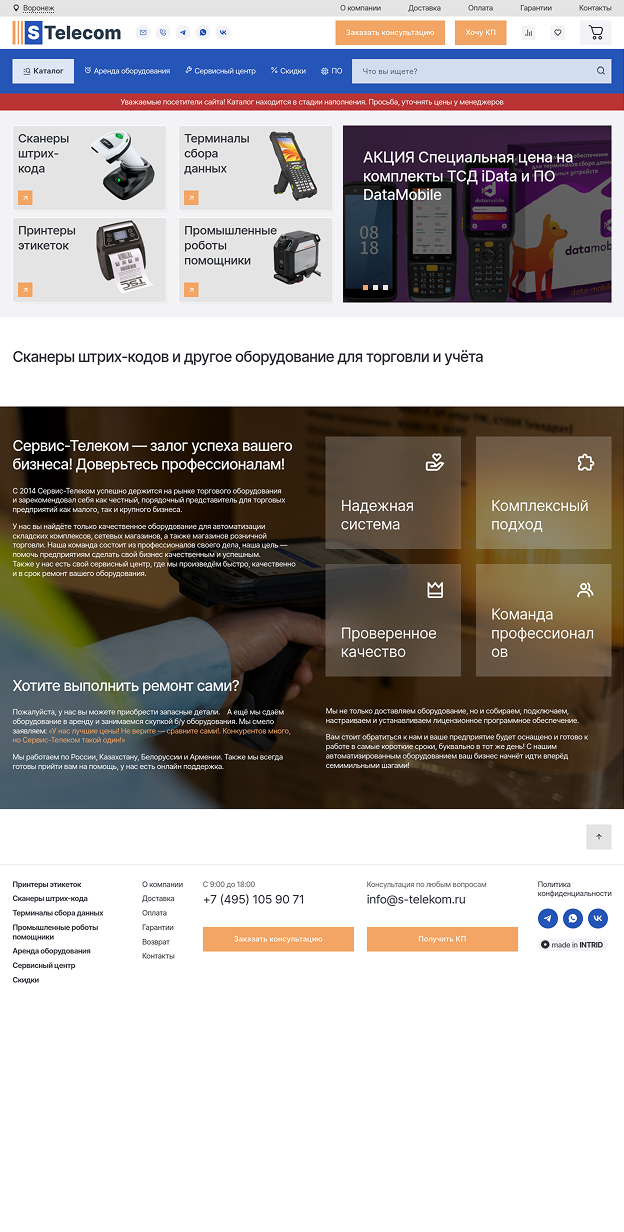 Воронеж
О компании
Доставка
Оплата
Гарантии
Контакты
S Telecom
Заказать консультацию
Хочу КП
Каталог
Аренда оборудования
Сервисный центр
Скидки
ПО
Что вы ищете?
Уважаемые посетители сайта! Каталог находится в стадии наполнения. Просьба, уточнять цены у менеджеров
Сканеры
штрих-
кода
Терминалы
сбора
данных
Принтеры
этикеток
Промышленные
роботы
помощники
TSC
АКЦИЯ Специальная цена на
комплекты ТСД iData и ПО
DataMobile
08
18
Сканеры штрих-кодов и другое оборудование для торговли и учёта
Сервис-Телеком — залог успеха вашего
бизнеса! Доверьтесь профессионалам!
С 2014 Сервис-Телеком успешно держится на рынке торгового оборудования
и зарекомендовал себя как честный, порядочный представитель для торговых
предприятий как малого, так и крупного бизнеса.
У нас вы найдёте только качественное оборудование для автоматизации
складских комплексов, сетевых магазинов, а также магазинов розничной
торговли. Наша команда состоит из профессионалов своего дела, наша цель —
помочь предприятиям сделать свой бизнес качественным и успешным.
Также у нас есть свой сервисный центр, где мы произведём быстро, качественно
и в срок ремонт вашего оборудования.
Надежная
система
Комплексный
подход
Проверенное
качество
Команда
профессионал
ов
Хотите выполнить ремонт сами?
Пожалуйста, у нас вы можете приобрести запасные детали. А ещё мы сдаём
оборудование в аренду и занимаемся скупкой б/у оборудования. Мы смело
заявляем: «У нас лучшие цены! Не верите — сравните сами!. Конкурентов много,
но Сервис-Телеком такой один!»
Мы работаем по России, Казахстану, Белоруссии и Армении. Также мы всегда
готовы прийти вам на помощь, у нас есть онлайн поддержка.
Мы не только доставляем оборудование, но и собираем, подключаем,
настраиваем и устанавливаем лицензионное программное обеспечение.
Вам стоит обратиться к нам и ваше предприятие будет оснащено и готово к
работе в самые короткие сроки, буквально в тот же день! С нашим
автоматизированным оборудованием ваш бизнес начнёт идти вперёд
семимильными шагами!
Принтеры этикеток
Сканеры штрих-кода
Терминалы сбора данных
Промышленные роботы
помощники
Аренда оборудования
Сервисный центр
Скидки
О компании
Доставка
Оплата
Гарантии
Возврат
Контакты
С 9:00 до 18:00
+7 (495) 105 90 71
Заказать консультацию
Консультация по любым вопросам
info@s-telekom.ru
Получить КП
Политика
конфиденциальности
made in INTRID